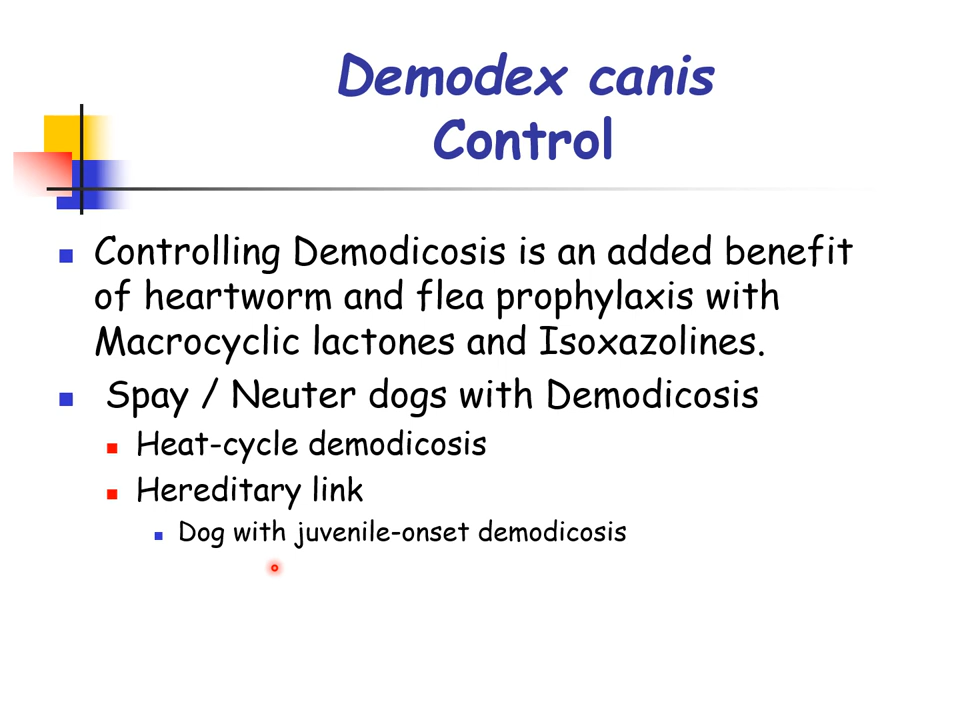 Demodex canis
Control
Controlling Demodicosis is an added benefit
of heartworm and flea prophylaxis with
Macrocyclic lactones and Isoxazolines.
Spay / Neuter dogs with Demodicosis
Heat-cycle demodicosis
Hereditary link
Dog with juvenile-onset demodicosis